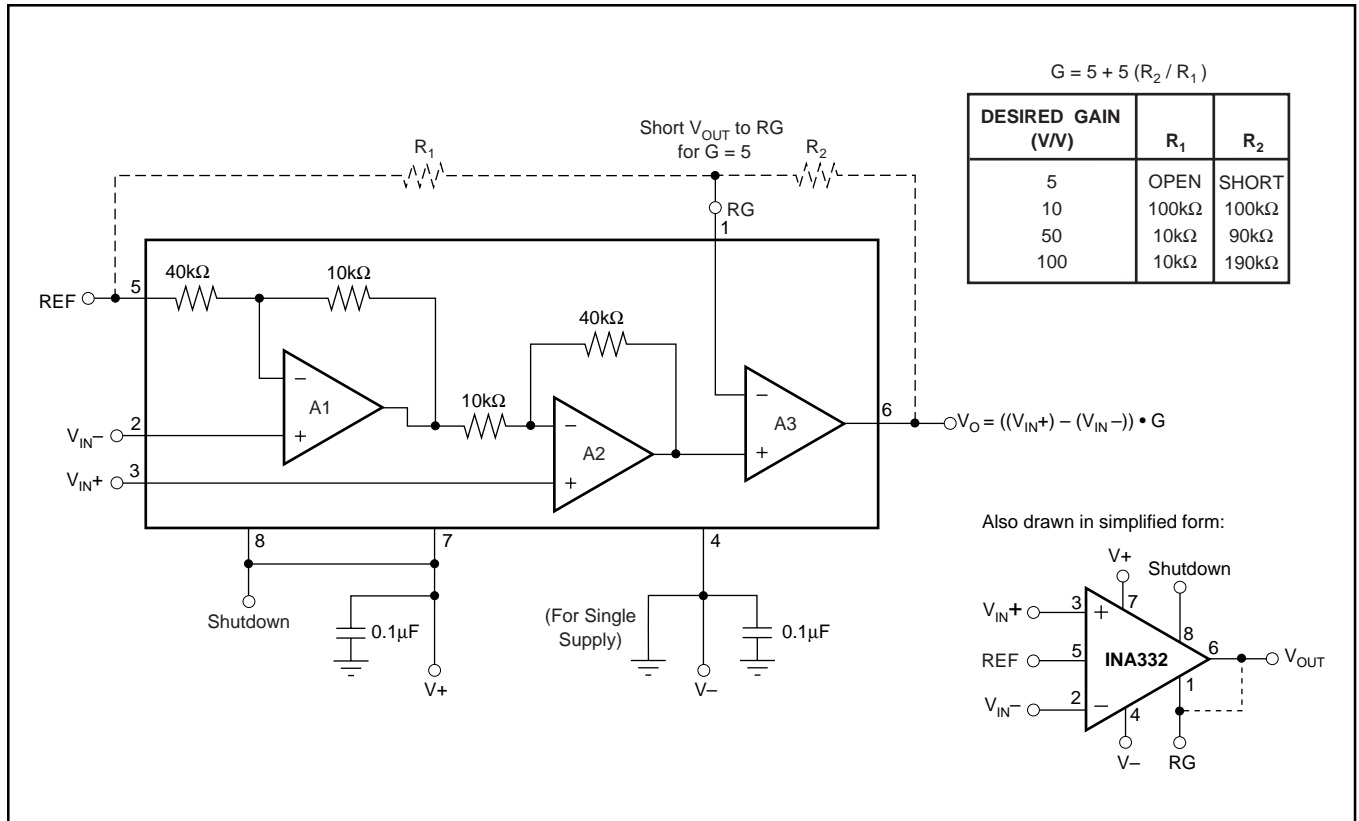 G = 5 + 5 (R2 / R1)
DESIRED GAIN (V/V) R1 R2
5 OPEN SHORT
10 100kΩ 100kΩ
50 10kΩ 90kΩ
100 10kΩ 190kΩ
Short VOUT to RG
for G = 5
R1
R2
RG
1
40kΩ
10kΩ
REF
5
40kΩ
–
A1
+
10kΩ
–
A2
+
–
A3
+
6
VO = ((VIN+) – (VIN–)) • G
VIN–
2
VIN+
3
8
7
4
Shutdown
0.1µF
V+
(For Single
Supply)
0.1µF
V–
Also drawn in simplified form:
V+
Shutdown
VIN+
3
+
7
8
REF
5
INA332
6
VOUT
VIN–
2
–
4
1
V–
RG